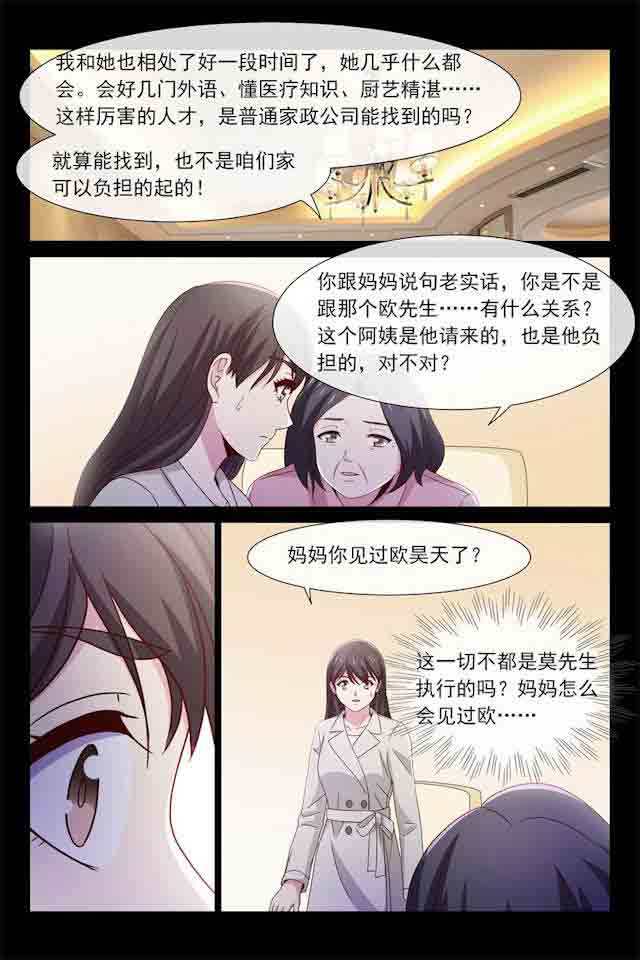 我和她也相处了好一段时间了，她几乎什么都
会。会好几门外语、懂医疗知识、厨艺精湛……
这样厉害的人才，是普通家政公司能找到的吗？
就算能找到，也不是咱们家
可以负担的起的！
你跟妈妈说句老实话，你是不是
跟那个欧先生……有什么关系？
这个阿姨是他请来的，也是他负
担的，对不对？
妈妈你见过欧昊天了？
这一切不都是莫先生
执行的吗？妈妈怎么
会见过欧……